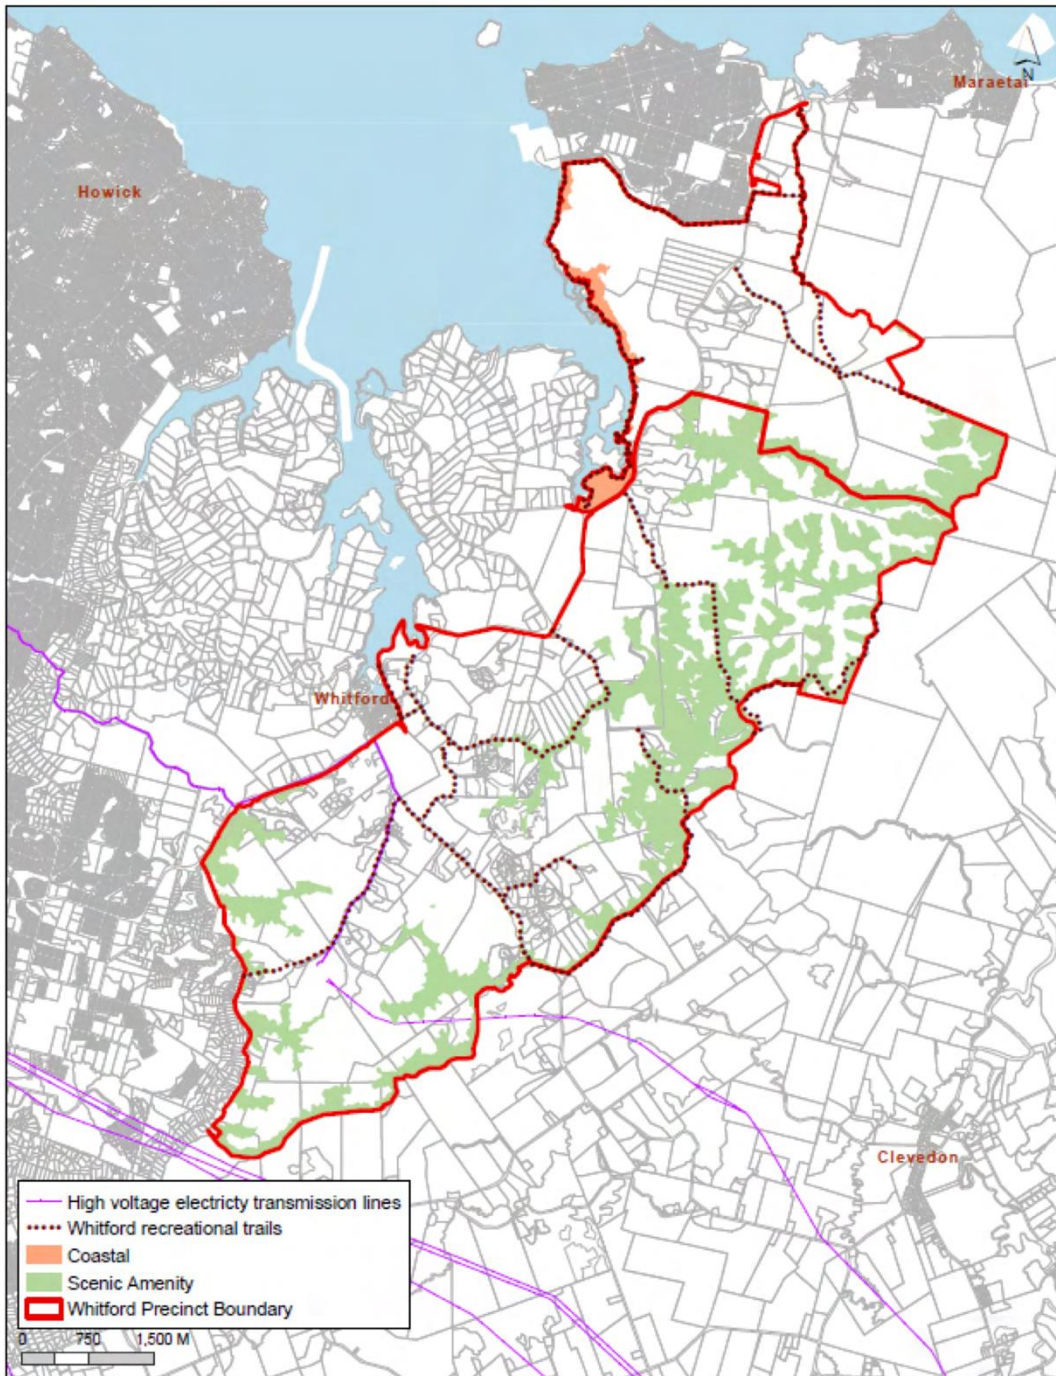 Maraetai
N
Howick
Whitford
Clevedon
High voltage electricty transmission lines
Whitford recreational trails
Coastal
Scenic Amenity
Whitford Precinct Boundary
0 750 1,500 M